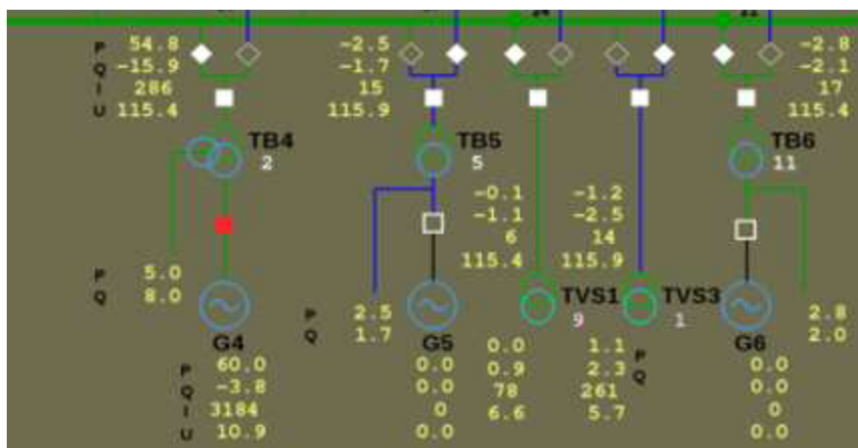 P 54.8 -2.5 -2.8
Q -15.9 -1.7 -2.1
I 286 15 17
U 115.4 115.9 115.4
TB4 TB5 TB6
2 5 11
-0.1 -1.2
-1.1 -2.5
6 14
115.4 115.9
P 5.0
Q 8.0
TVS1 TVS3
9 1
P 2.5 2.8
Q 1.7 2.0
G4 G5 G6
P 60.0 0.0 0.0 1.1 P 0.0
Q -3.8 0.0 0.9 2.3 Q 0.0
I 3184 0 78 261 0
U 10.9 0.0 6.6 5.7 0.0